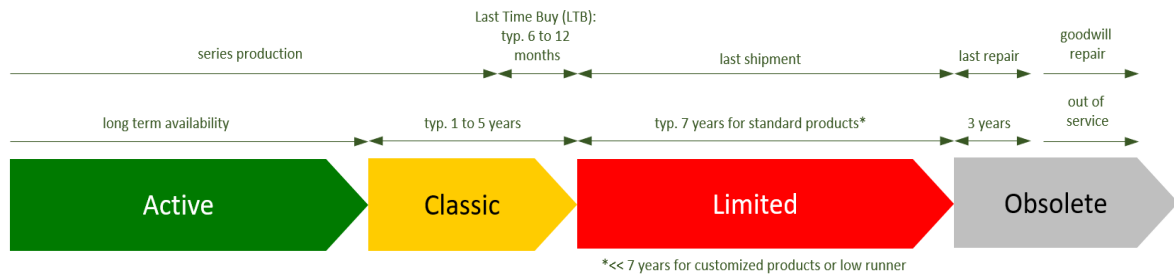 Last Time Buy (LTB):
typ. 6 to 12
months
series production
last shipment
last repair
goodwill
repair
long term availability
typ. 1 to 5 years
typ. 7 years for standard products*
3 years
out of
service
Active
Classic
Limited
Obsolete
*<< 7 years for customized products or low runner